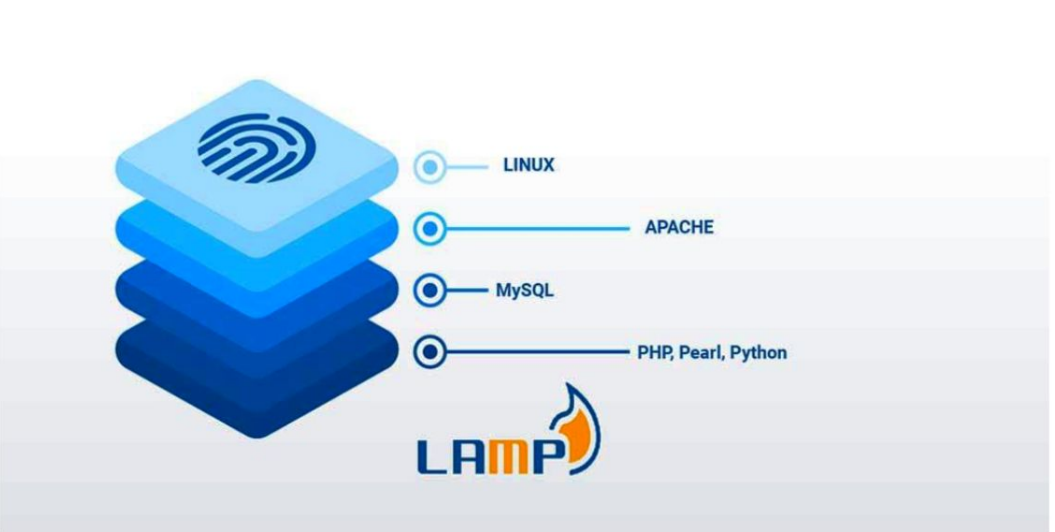 LINUX
APACHE
MySQL
PHP, Pearl, Python
LAMP